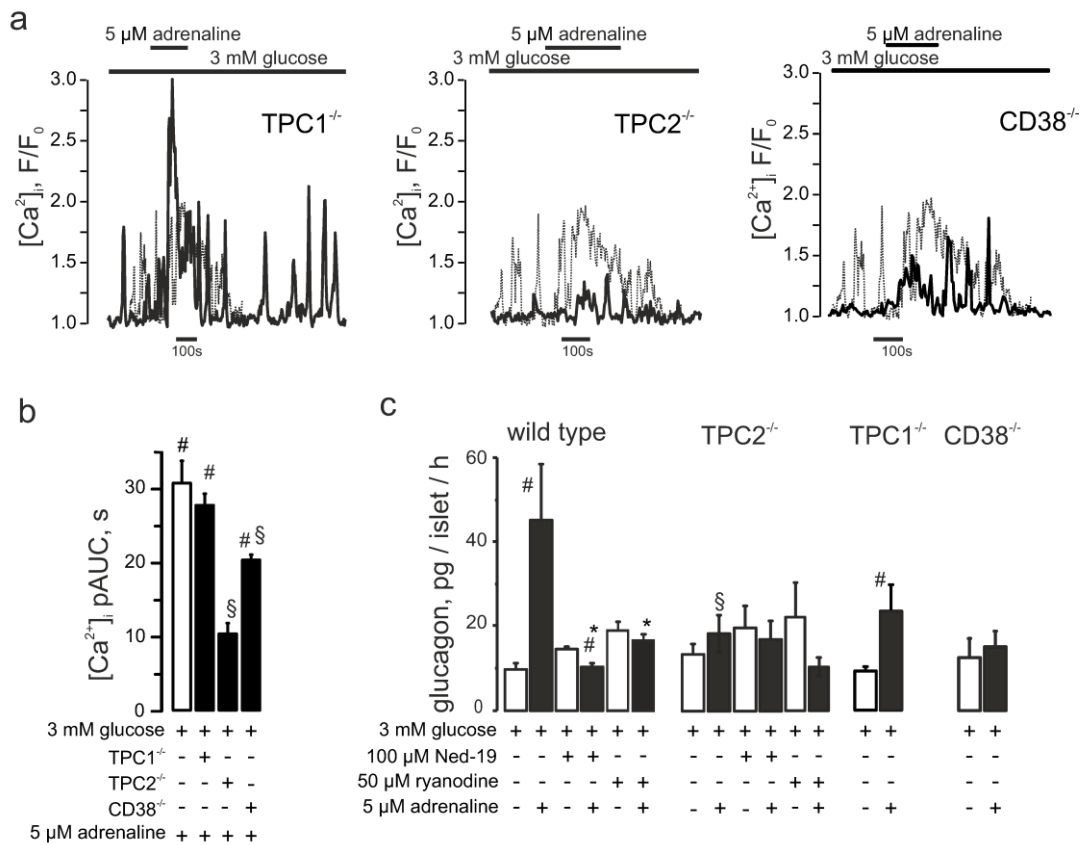 a
5 µM adrenaline
3 mM glucose
[Ca²]ᵢ, F/F₀
3.0
2.5
2.0
1.5
1.0
TPC1⁻/⁻
100s
5 µM adrenaline
3 mM glucose
[Ca²]ᵢ, F/F₀
3.0
2.5
2.0
1.5
1.0
TPC2⁻/⁻
100s
5 µM adrenaline
3 mM glucose
[Ca²⁺]ᵢ F/F₀
3.0
2.5
2.0
1.5
1.0
CD38⁻/⁻
100s
b
[Ca²⁺]ᵢ pAUC, s
30
20
10
0
# # § # §
3 mM glucose + + + +
TPC1⁻/⁻ - + - -
TPC2⁻/⁻ - - + -
CD38⁻/⁻ - - - +
5 µM adrenaline + + + +
c
wild type TPC2⁻/⁻ TPC1⁻/⁻ CD38⁻/⁻
glucagon, pg / islet / h
60
40
20
0
# * # * § #
3 mM glucose + + + + + + + + + + + + + + + +
100 µM Ned-19 - - + + - - - - + + - - - - - -
50 µM ryanodine - - - - + + - - - - + + - - - -
5 µM adrenaline - + - + - + - + - + - + - + - +